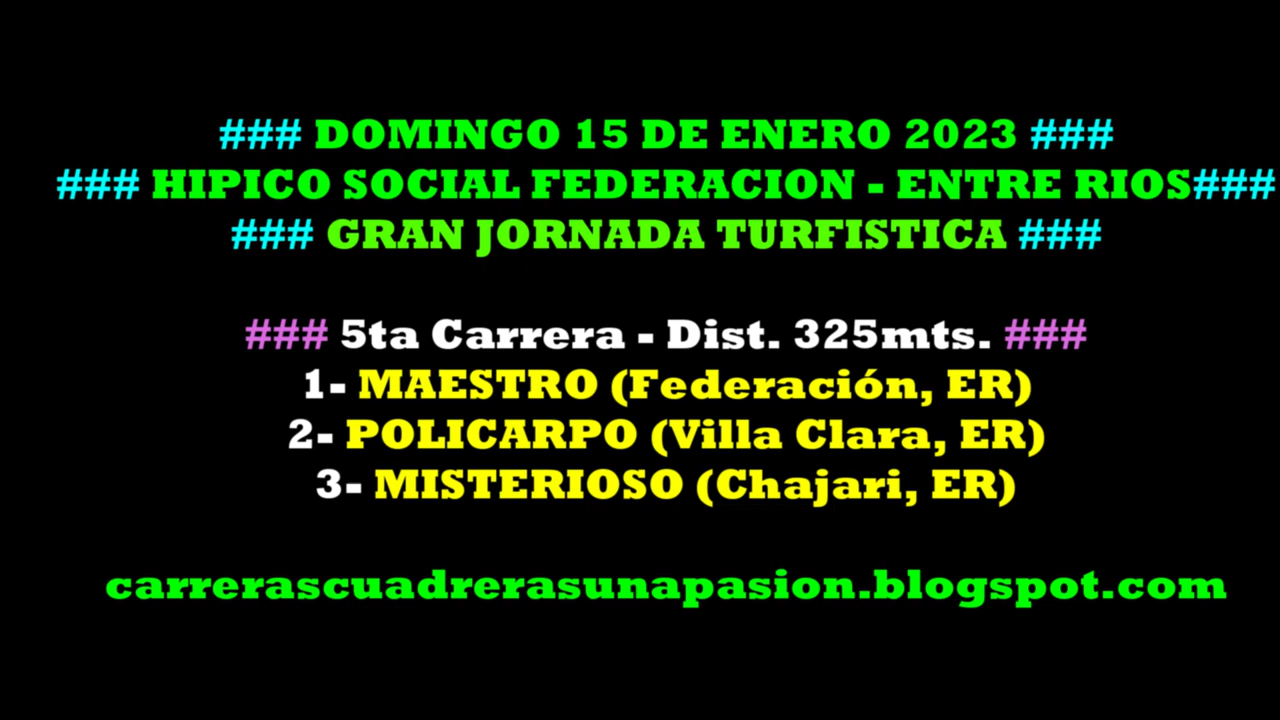 ### DOMINGO 15 DE ENERO 2023 ###
### HIPICO SOCIAL FEDERACION - ENTRE RIOS###
### GRAN JORNADA TURFISTICA ###
### 5ta Carrera - Dist. 325mts. ###
1- MAESTRO (Federación, ER)
2- POLICARPO (Villa Clara, ER)
3- MISTERIOSO (Chajari, ER)
carrerascuadrerasunapasion.blogspot.com